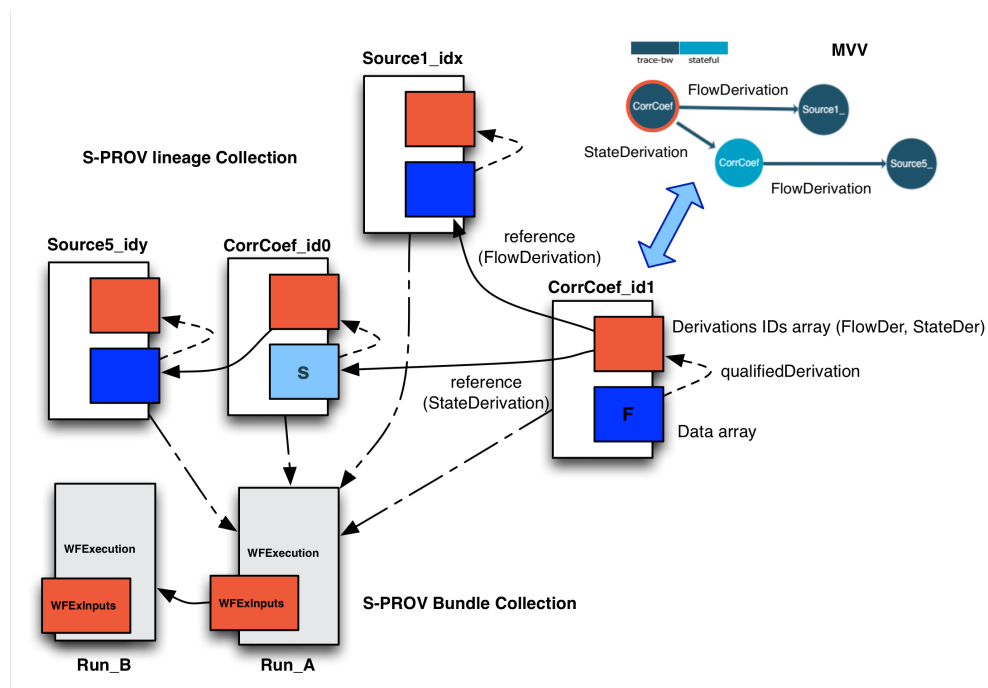 Source1_idx
MVV
trace-bw
stateful
CorrCoef
FlowDerivation
Source1_
StateDerivation
CorrCoef
Source5_
FlowDerivation
S-PROV lineage Collection
Source5_idy
CorrCoef_id0
reference
(FlowDerivation)
CorrCoef_id1
Derivations IDs array (FlowDer, StateDer)
S
qualifiedDerivation
reference
(StateDerivation)
F
Data array
WFExecution
WFExecution
WFExInputs
WFExInputs
S-PROV Bundle Collection
Run_B
Run_A